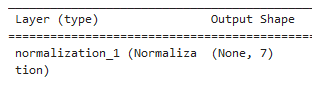 Layer (type) Output Shape
================================================
normalization_1 (Normaliza (None, 7)
tion)